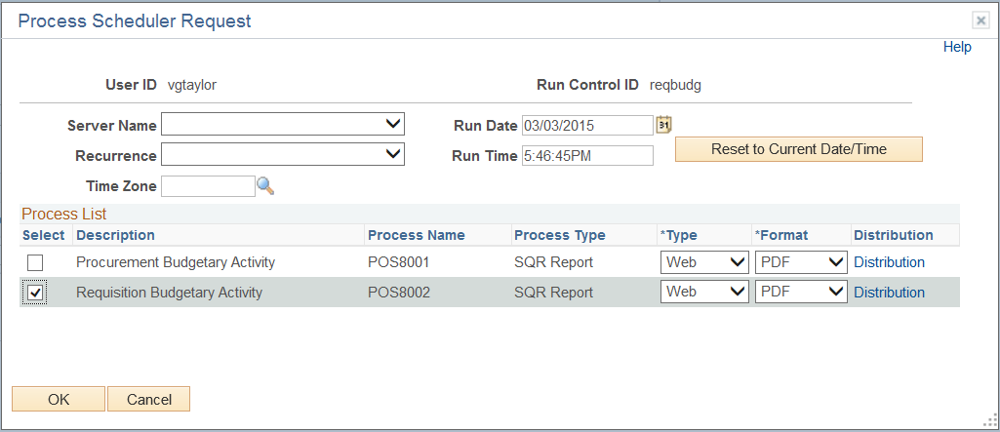 Process Scheduler Request
Help
User ID vgtaylor Run Control ID reqbudg
Server Name Run Date 03/03/2015 31
Recurrence Run Time 5:46:45PM Reset to Current Date/Time
Time Zone
Process List
Select Description Process Name Process Type *Type *Format Distribution
Procurement Budgetary Activity POS8001 SQR Report Web PDF Distribution
Requisition Budgetary Activity POS8002 SQR Report Web PDF Distribution
OK Cancel